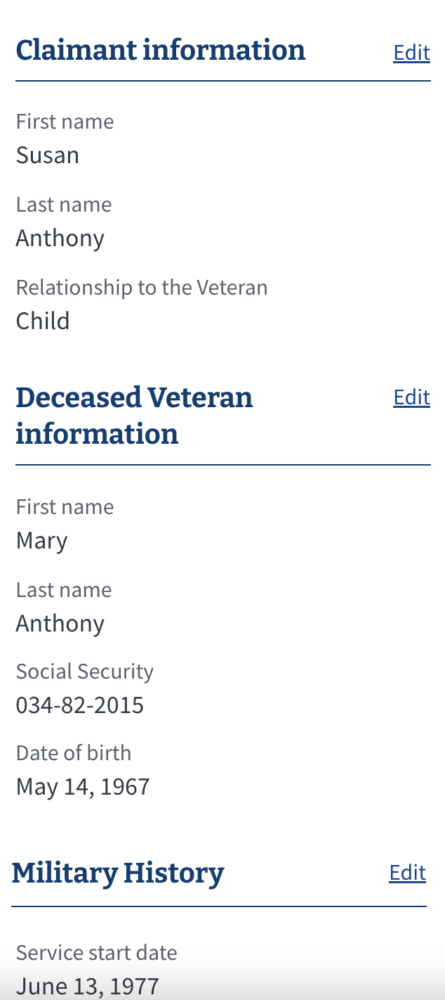 Claimant information
Edit
First name
Susan
Last name
Anthony
Relationship to the Veteran
Child
Deceased Veteran
Edit
information
First name
Mary
Last name
Anthony
Social Security
034-82-2015
Date of birth
May 14, 1967
Military History
Edit
Service start date
June 13, 1977